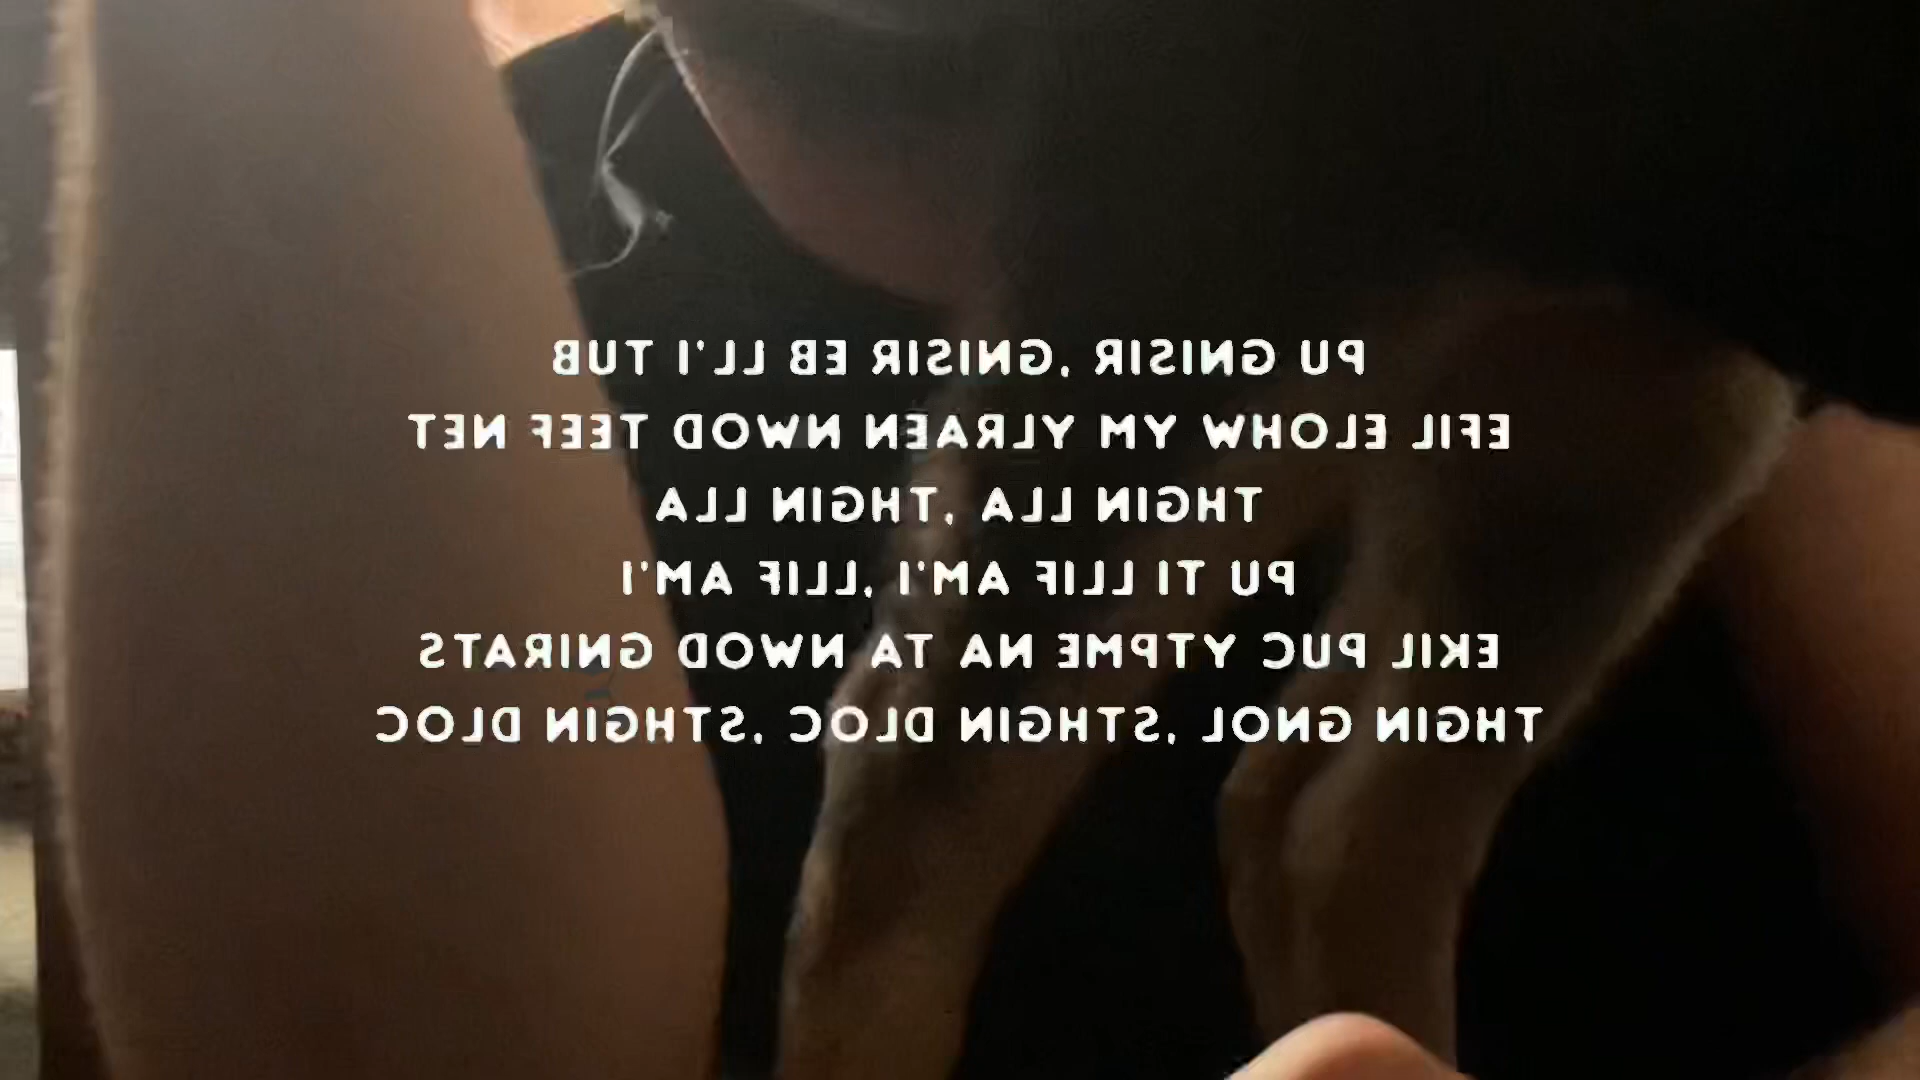 BUT I'LL BE RISING, RISING UP
TEN FEET DOWN NEARLY MY WHOLE LIFE
ALL NIGHT, ALL NIGHT
I'MA FILL, I'MA FILL IT UP
STARING DOWN AT AN EMPTY CUP LIKE
COLD NIGHTS, COLD NIGHTS, LONG NIGHT